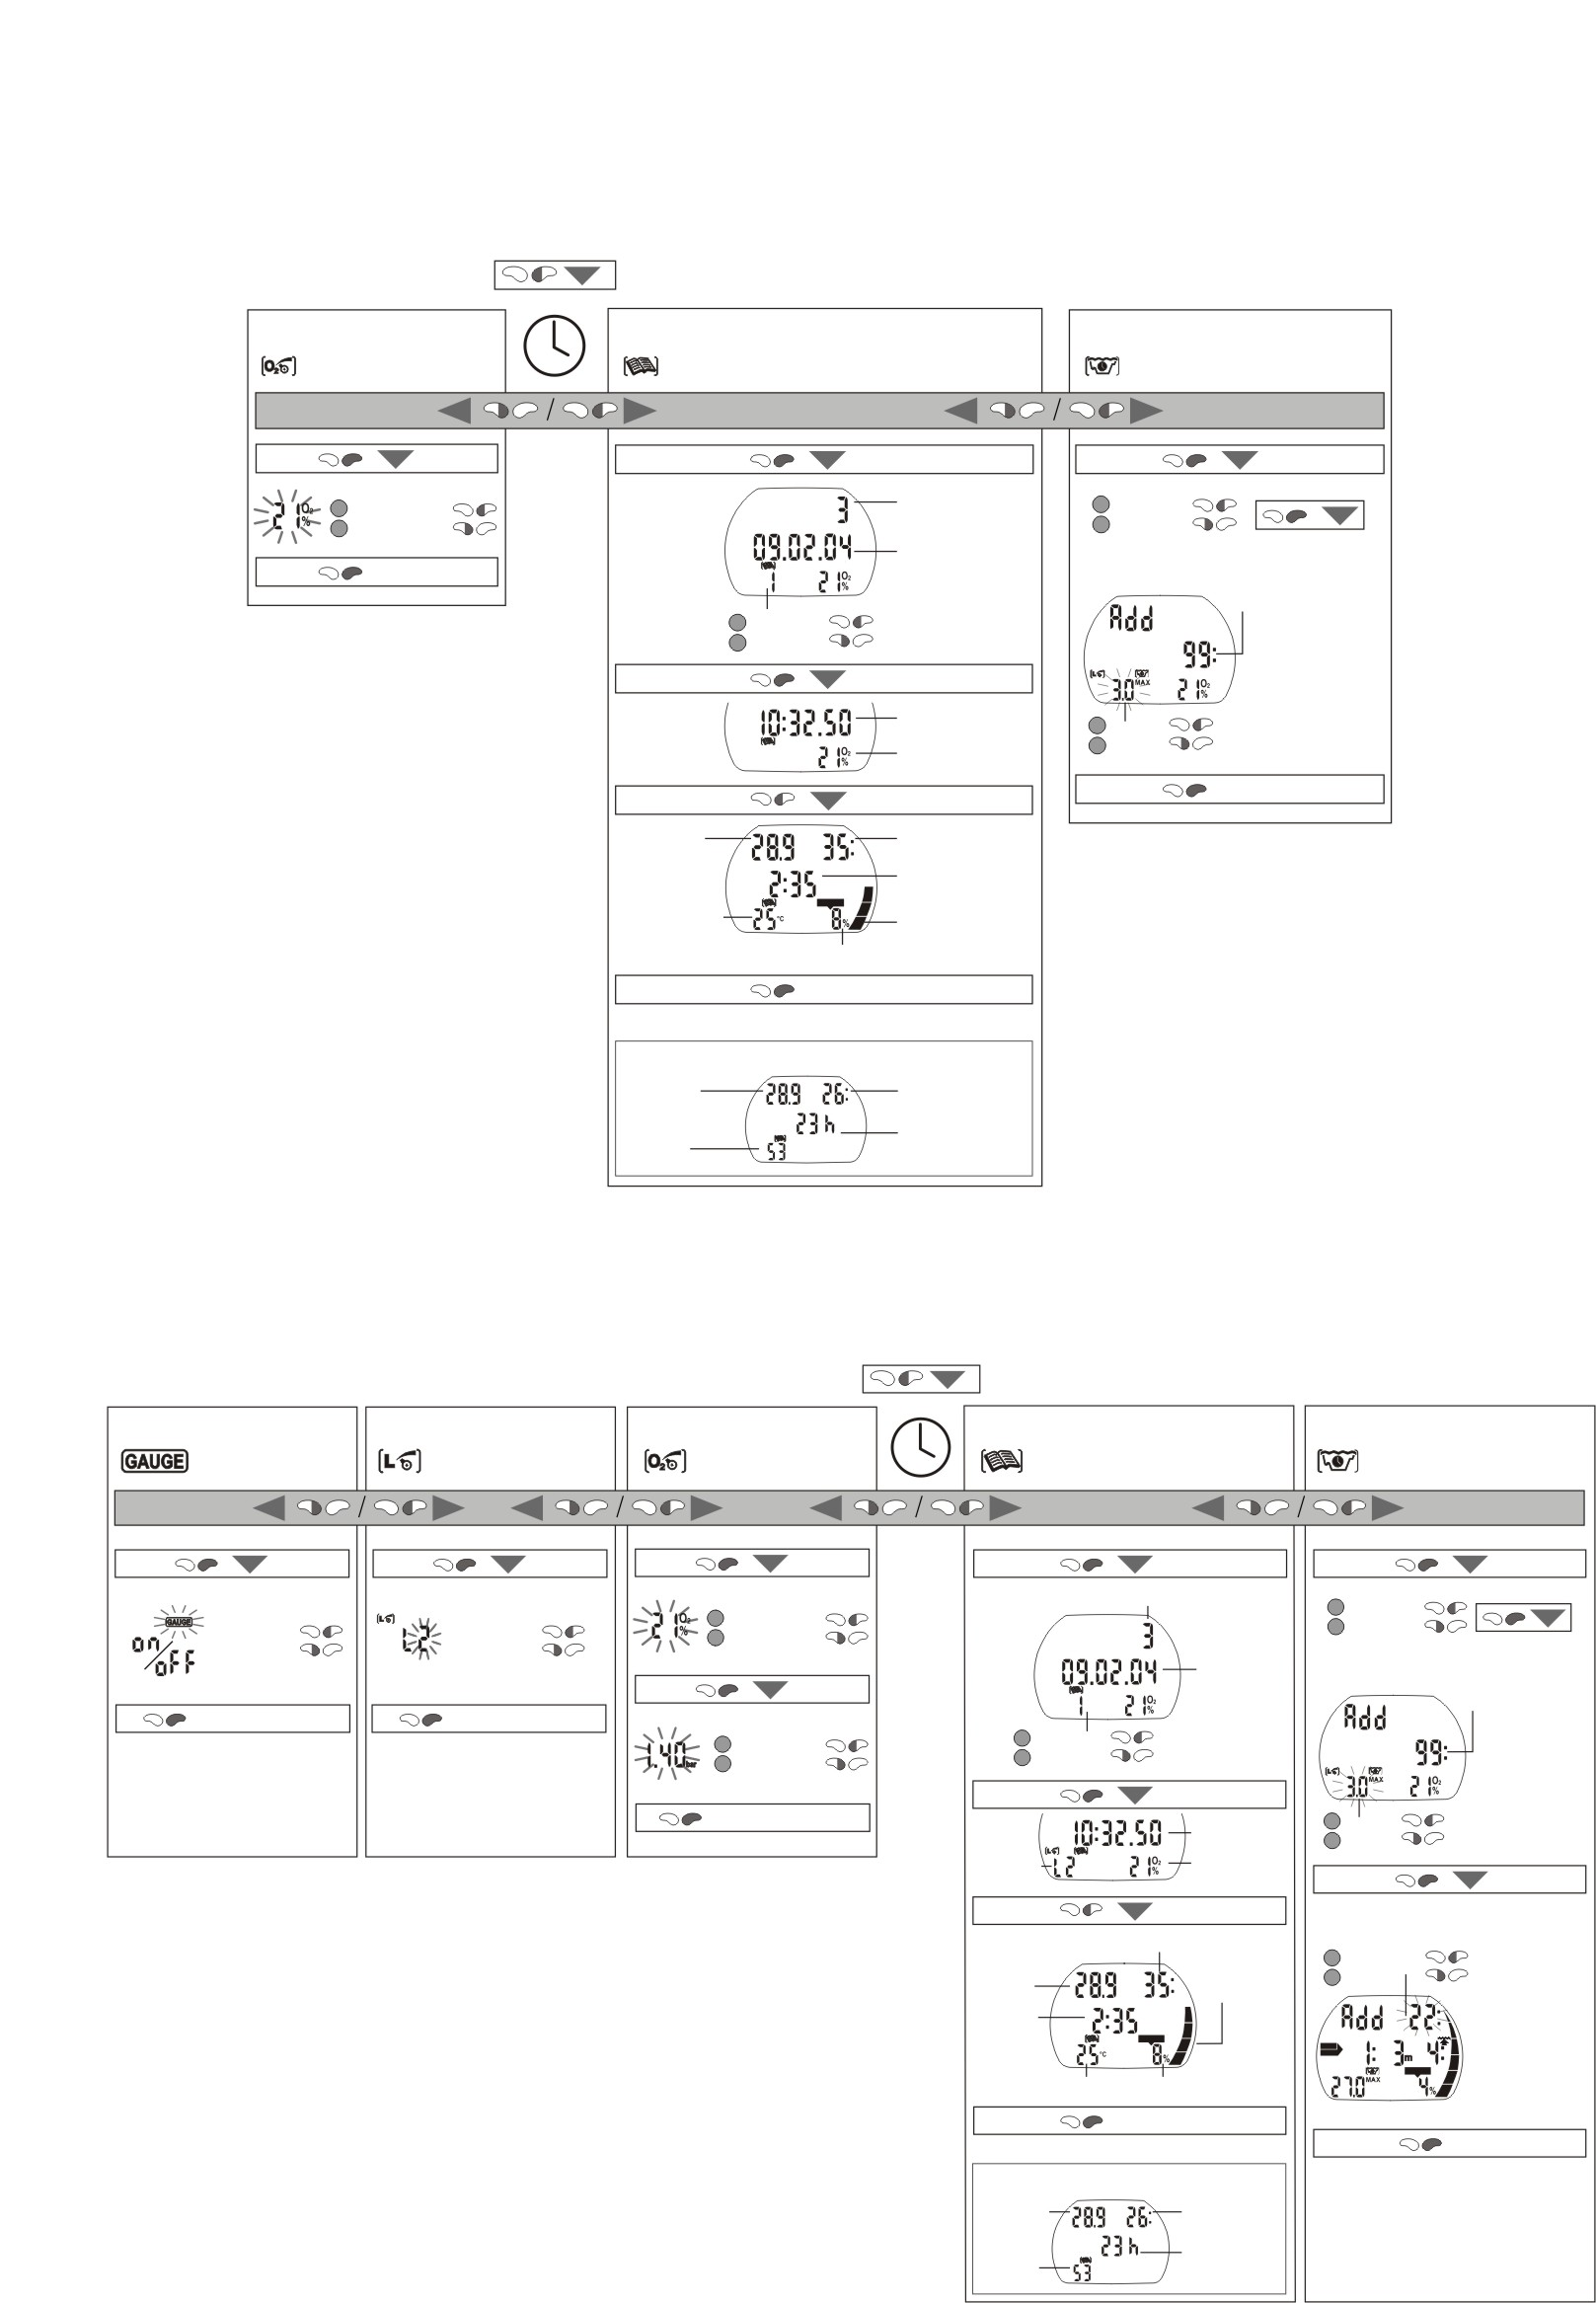 O₂
21 O₂
%
3
09.02.04
1 21 O₂
%
10:32.50
21 O₂
%
28.9 35:
2:35
25 °C 8 %
28.9 26:
23 h
53
Add
99:
L
3.0 MAX 21 O₂
%
GAUGE
GAUGE
on/oFF
L
L
L2
O₂
21 O₂
%
1.40 bar
3
09.02.04
1 21 O₂
%
10:32.50
L
L2 21 O₂
%
28.9 35:
2:35
25 °C 8 %
28.9 26:
23 h
53
Add
99:
L
3.0 MAX 21 O₂
%
Add 22:
1: 3m 4:
27.0 MAX 4 %